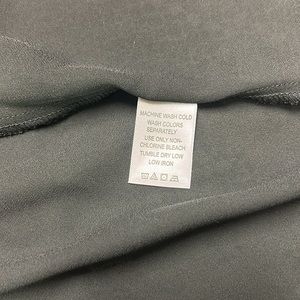 MACHINE WASH COLD
WASH COLORS
SEPARATELY
USE ONLY NON-
CHLORINE BLEACH
TUMBLE DRY LOW
LOW IRON